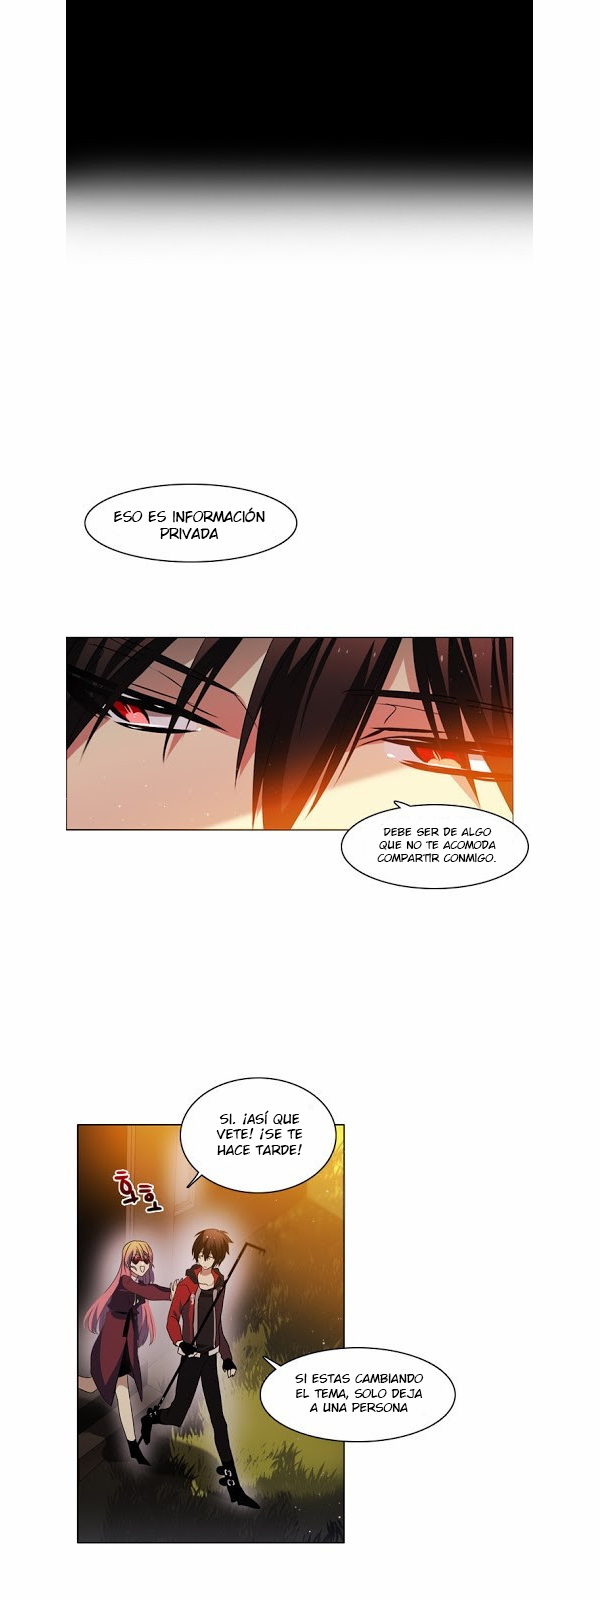 ESO ES INFORMACIÓN
PRIVADA
DEBE SER DE ALGO
QUE NO TE ACOMODA
COMPARTIR CONMIGO.
SI. ¡ASÍ QUE
VETE! ¡SE TE
HACE TARDE!
호호
SI ESTAS CAMBIANDO
EL TEMA, SOLO DEJA
A UNA PERSONA